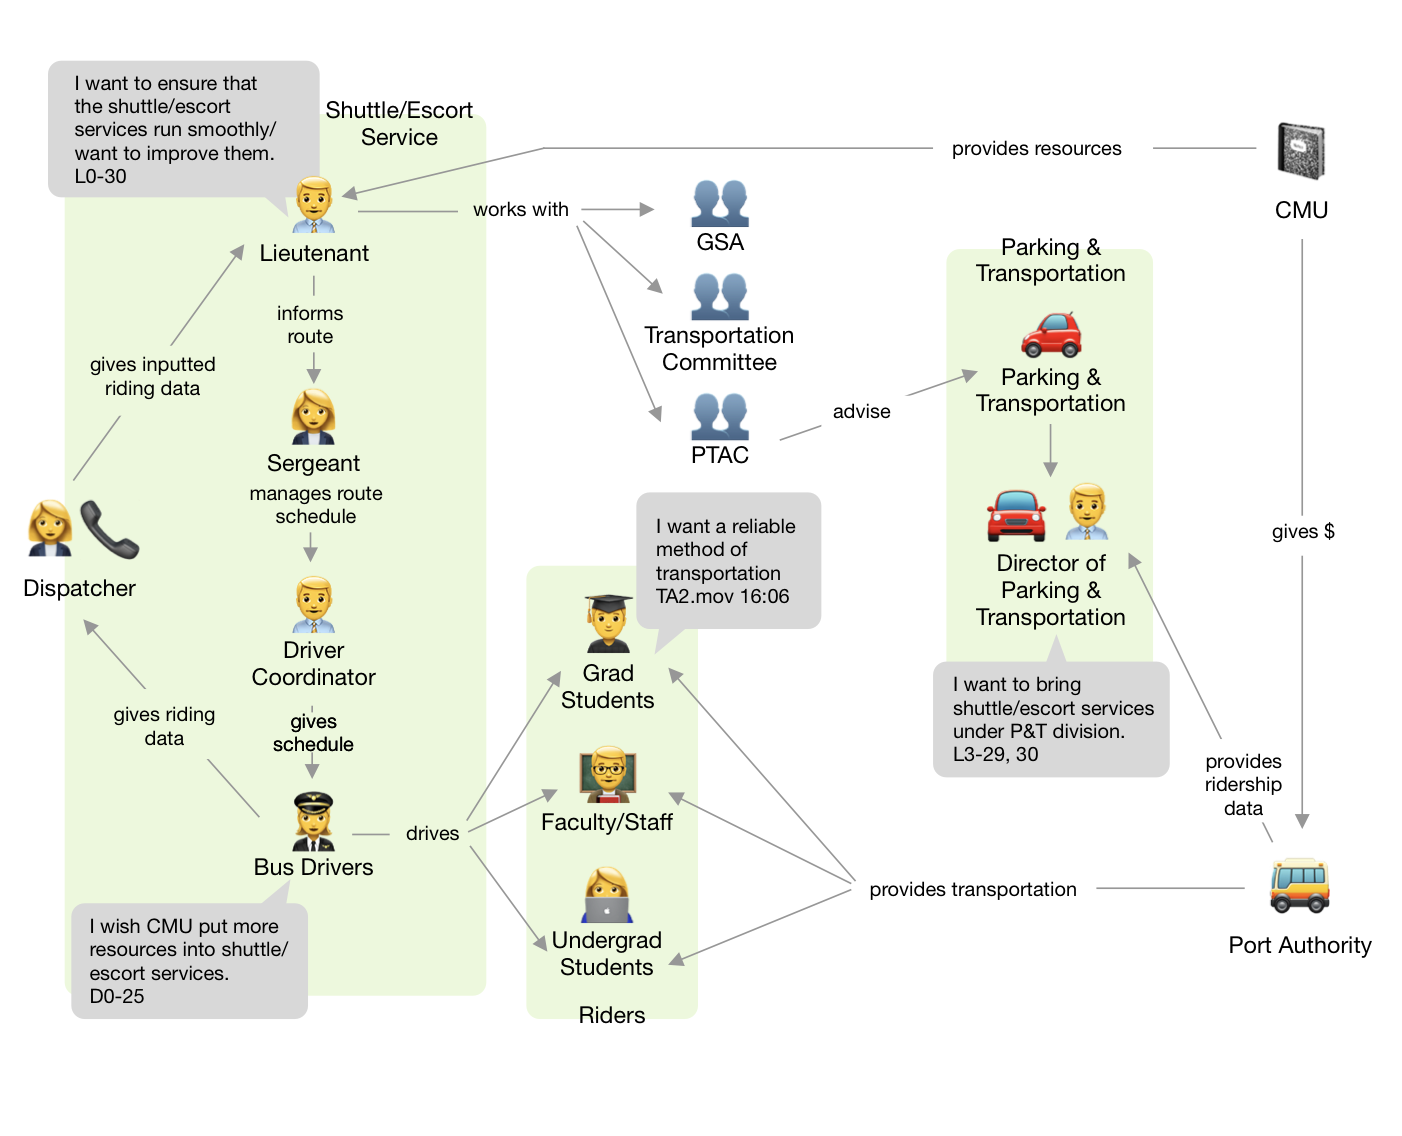 I want to ensure that
the shuttle/escort
services run smoothly/
want to improve them.
L0-30
Shuttle/Escort
Service
provides resources
CMU
Lieutenant
works with
GSA
Transportation
Committee
PTAC
advise
Parking &
Transportation
Parking &
Transportation
Director of
Parking &
Transportation
I want to bring
shuttle/escort services
under P&T division.
L3-29, 30
gives $
provides
ridership
data
Port Authority
provides transportation
informs
route
gives inputted
riding data
Sergeant
manages route
schedule
Dispatcher
Driver
Coordinator
gives riding
data
gives
schedule
Bus Drivers
drives
I wish CMU put more
resources into shuttle/
escort services.
D0-25
I want a reliable
method of
transportation
TA2.mov 16:06
Grad
Students
Faculty/Staff
Undergrad
Students
Riders